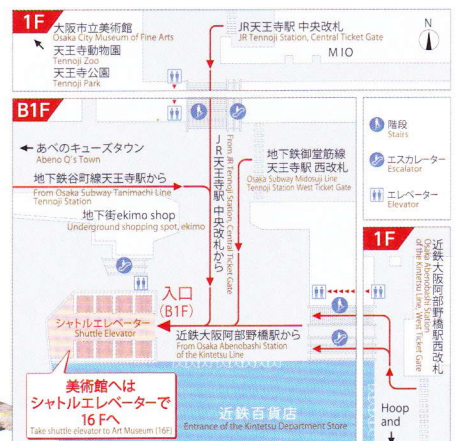 1F
大阪市立美術館
Osaka City Museum of Fine Arts
天王寺動物園
Tennoji Zoo
天王寺公園
Tennoji Park
JR天王寺駅 中央改札
JR Tennoji Station, Central Ticket Gate
MIO
N
B1F
あべのキューズタウン
Abeno Q's Town
地下鉄谷町線天王寺駅から
From Osaka Subway Tanimachi Line
Tennoji Station
地下街ekimo shop
Underground shopping spot, ekimo
JR天王寺駅 中央改札から
From JR Tennoji Station, Central Ticket Gate
地下鉄御堂筋線
天王寺駅 西改札
Osaka Subway Midosuji Line
Tennoji Station West Ticket Gate
階段
Stairs
エスカレーター
Escalator
エレベーター
Elevator
1F
近鉄大阪阿部野橋駅西改札
Osaka Abenobashi Station
of the Kintetsu Line, West Ticket Gate
入口
(B1F)
シャトルエレベーター
Shuttle Elevator
近鉄大阪阿部野橋駅から
From Osaka Abenobashi Station
of the Kintetsu Line
美術館へは
シャトルエレベーターで
16 Fへ
Take shuttle elevator to Art Museum (16F)
近鉄百貨店
Entrance of the Kintetsu Department Store
Hoop
and